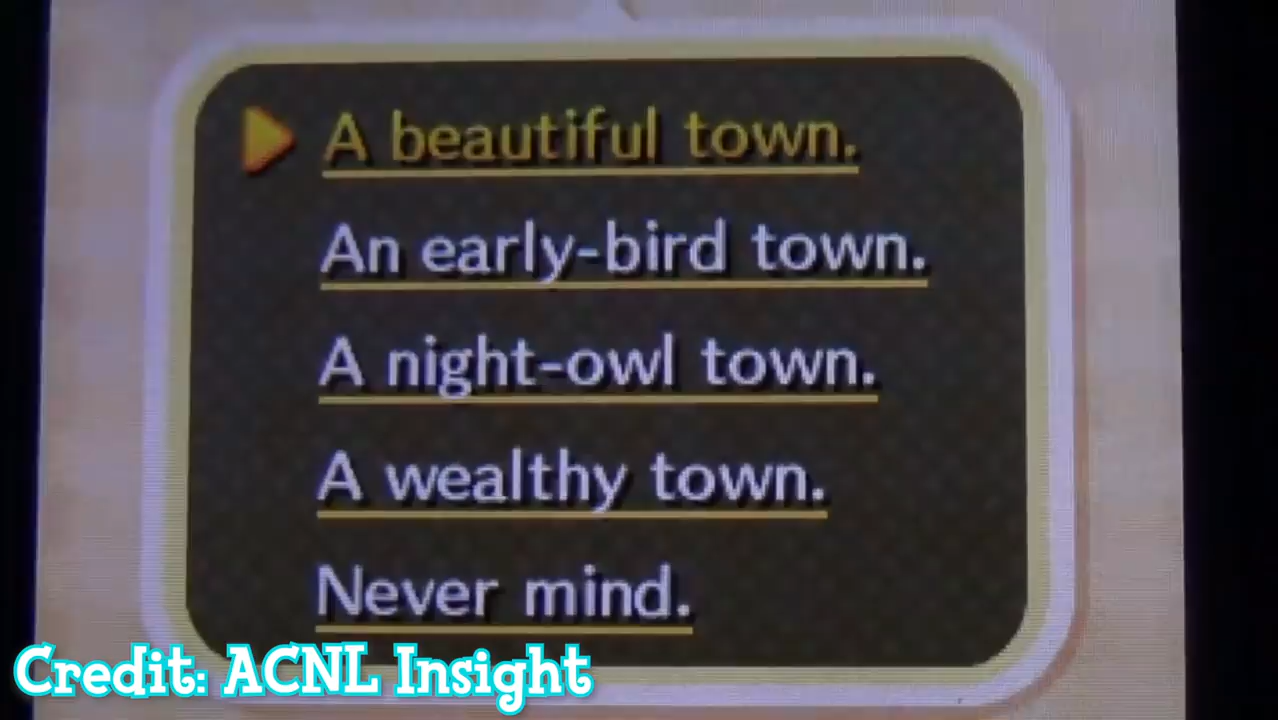 A beautiful town.
An early-bird town.
A night-owl town.
A wealthy town.
Never mind.
Credit: ACNL Insight